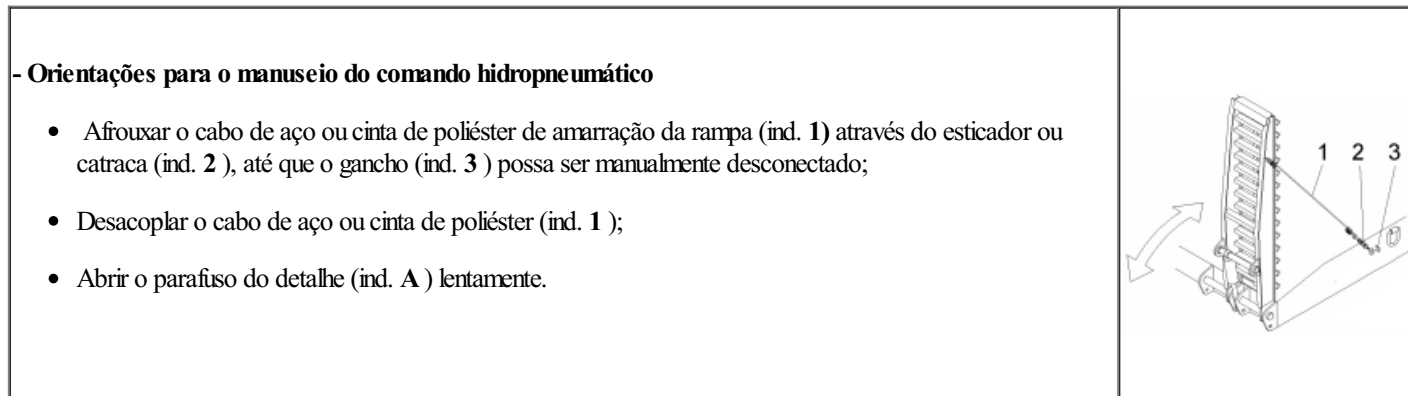 - Orientações para o manuseio do comando hidropneumático
• Afrouxar o cabo de aço ou cinta de poliéster de amarração da rampa (ind. 1) através do esticador ou
catraca (ind. 2 ), até que o gancho (ind. 3 ) possa ser manualmente desconectado;
• Desacoplar o cabo de aço ou cinta de poliéster (ind. 1 );
• Abrir o parafuso do detalhe (ind. A ) lentamente.
1 2 3